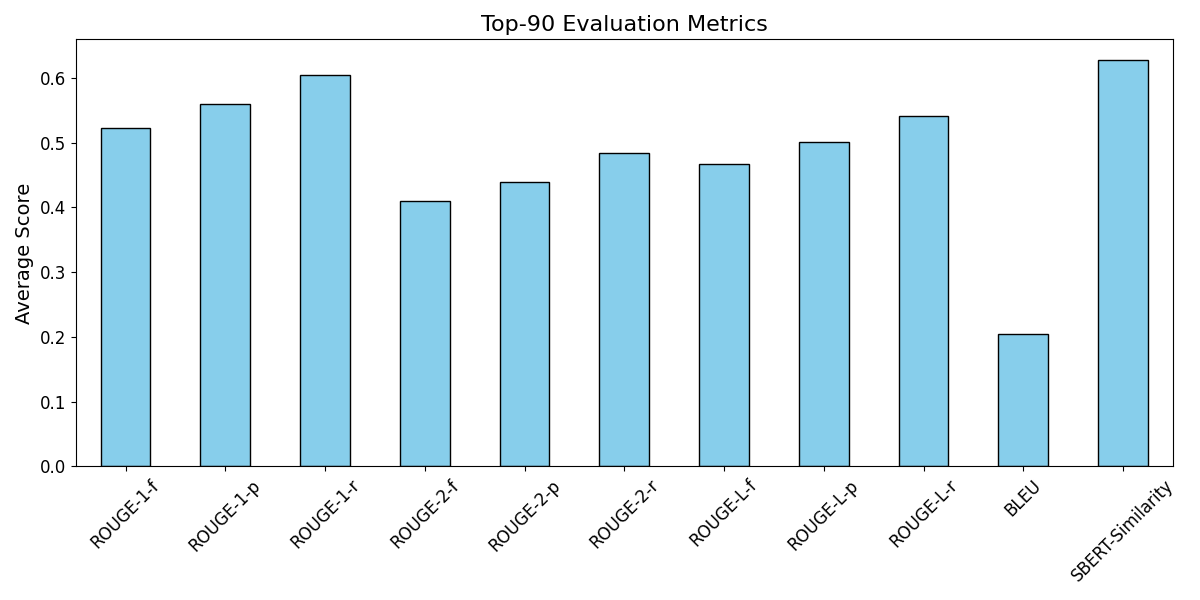 Top-90 Evaluation Metrics
Average Score
0.6
0.5
0.4
0.3
0.2
0.1
0.0
ROUGE-1-f
ROUGE-1-p
ROUGE-1-r
ROUGE-2-f
ROUGE-2-p
ROUGE-2-r
ROUGE-L-f
ROUGE-L-p
ROUGE-L-r
BLEU
SBERT-Similarity